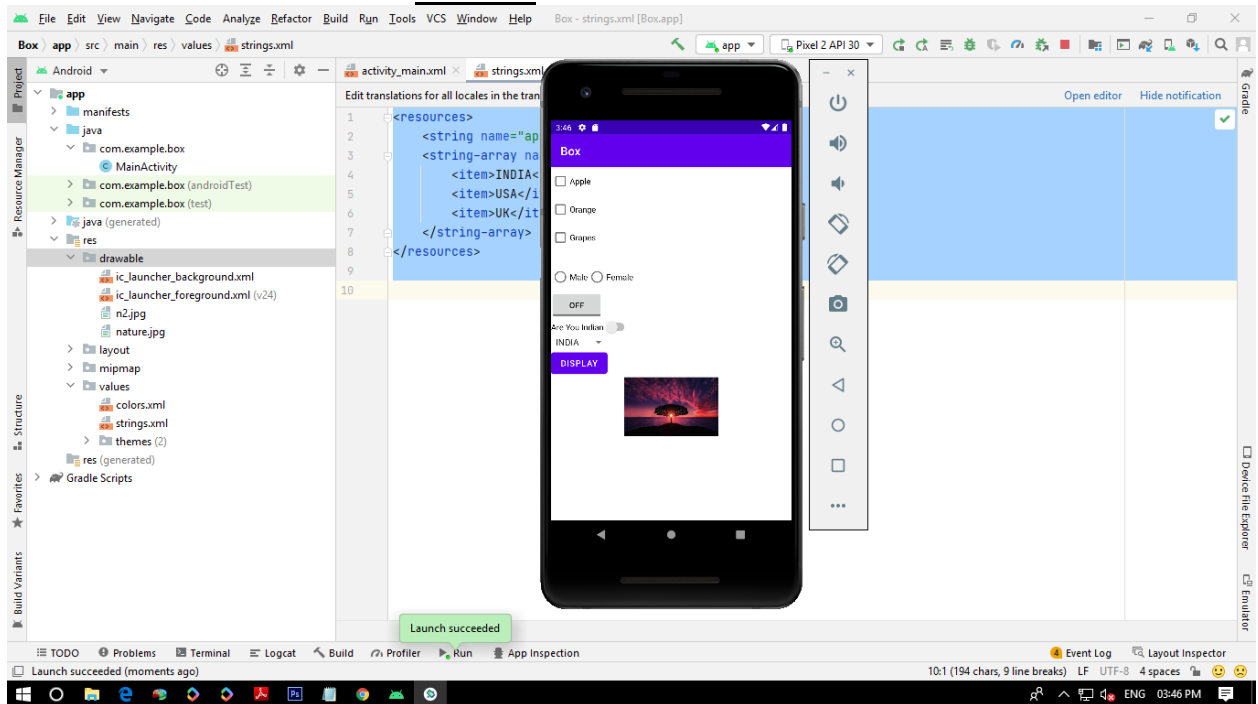 File Edit View Navigate Code Analyze Refactor Build Run Tools VCS Window Help Box - strings.xml [Box.app]
Box app src main res values strings.xml app Pixel 2 API 30
Android activity_main.xml strings.xml
Edit translations for all locales in the tran Open editor Hide notification
app
manifests
java
com.example.box
MainActivity
com.example.box (androidTest)
com.example.box (test)
java (generated)
res
drawable
ic_launcher_background.xml
ic_launcher_foreground.xml (v24)
n2.jpg
nature.jpg
layout
mipmap
values
colors.xml
strings.xml
themes (2)
res (generated)
Gradle Scripts
Project
Resource Manager
Structure
Favorites
Build Variants
1 <resources>
2 <string name="ap
3 <string-array na
4 <item>INDIA<
5 <item>USA</i
6 <item>UK</it
7 </string-array>
8 </resources>
9
10
3:46
Box
Apple
Orange
Grapes
Male Female
OFF
Are You Indian
INDIA
DISPLAY
Gradle
Device File Explorer
Emulator
Launch succeeded
TODO Problems Terminal Logcat Build Profiler Run App Inspection 4 Event Log Layout Inspector
Launch succeeded (moments ago) 10:1 (194 chars, 9 line breaks) LF UTF-8 4 spaces
Ps ENG 03:46 PM